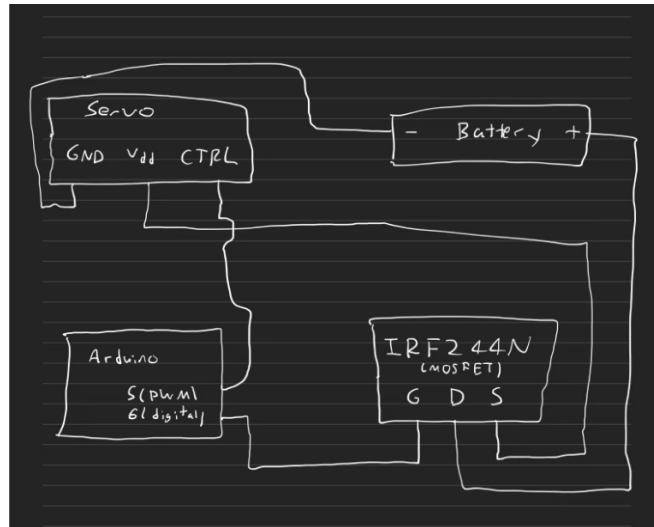 Servo
GND Vdd CTRL
- Battery +
Arduino
5(PWM)
6(digital)
IRF244N
(MOSFET)
G D S